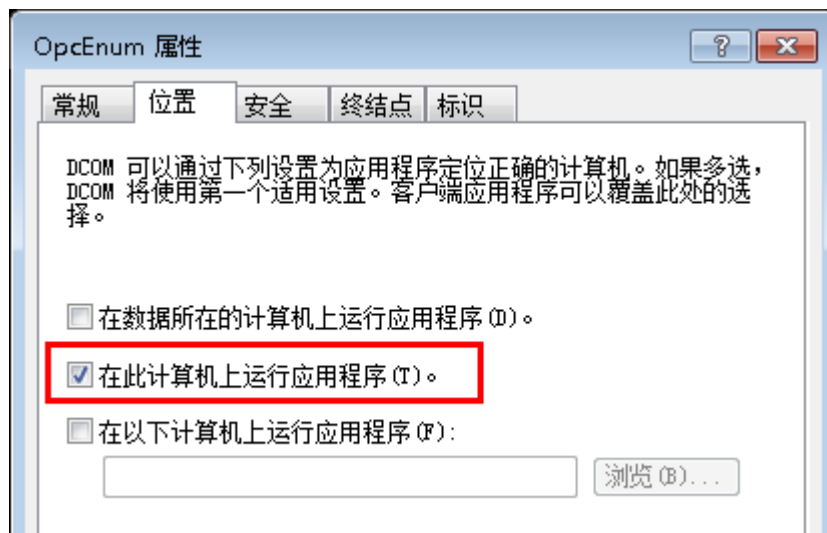 OpcEnum 属性
常规 位置 安全 终结点 标识
DCOM 可以通过下列设置为应用程序定位正确的计算机。如果多选，
DCOM 将使用第一个适用设置。客户端应用程序可以覆盖此处的选
择。
在数据所在的计算机上运行应用程序(D)。
在此计算机上运行应用程序(T)。
在以下计算机上运行应用程序(F):
浏览(B)...